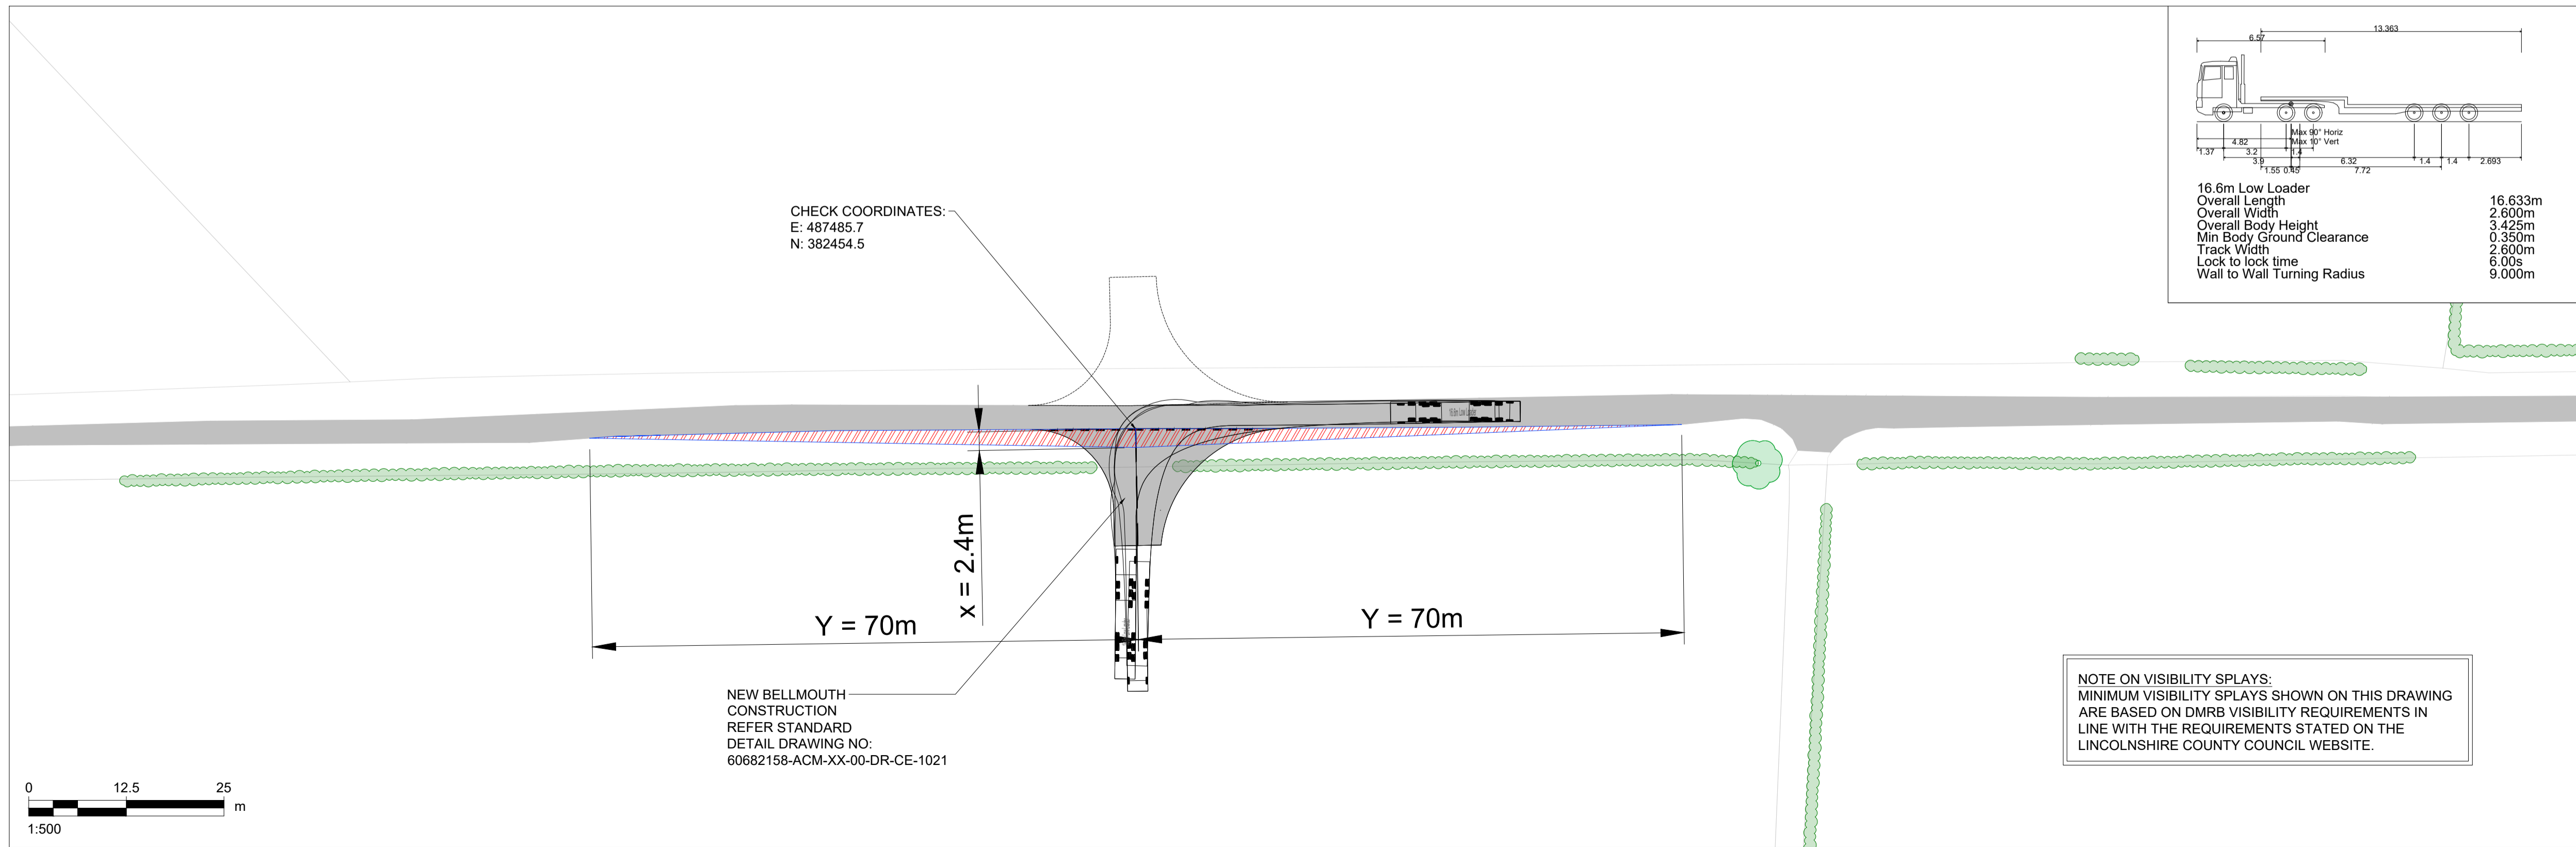 13.363
6.57
Max 90° Horiz
Max 10° Vert
4.82
1.37
3.2
1.4
3.9
6.32
1.4
1.4
2.693
1.55
0.45
7.72
16.6m Low Loader
Overall Length 16.633m
Overall Width 2.600m
Overall Body Height 3.425m
Min Body Ground Clearance 0.350m
Track Width 2.600m
Lock to lock time 6.00s
Wall to Wall Turning Radius 9.000m
CHECK COORDINATES:
E: 487485.7
N: 382454.5
16.6m Low Loader
x = 2.4m
Y = 70m
Y = 70m
NEW BELLMOUTH
CONSTRUCTION
REFER STANDARD
DETAIL DRAWING NO:
60682158-ACM-XX-00-DR-CE-1021
NOTE ON VISIBILITY SPLAYS:
MINIMUM VISIBILITY SPLAYS SHOWN ON THIS DRAWING
ARE BASED ON DMRB VISIBILITY REQUIREMENTS IN
LINE WITH THE REQUIREMENTS STATED ON THE
LINCOLNSHIRE COUNTY COUNCIL WEBSITE.
0 12.5 25
m
1:500